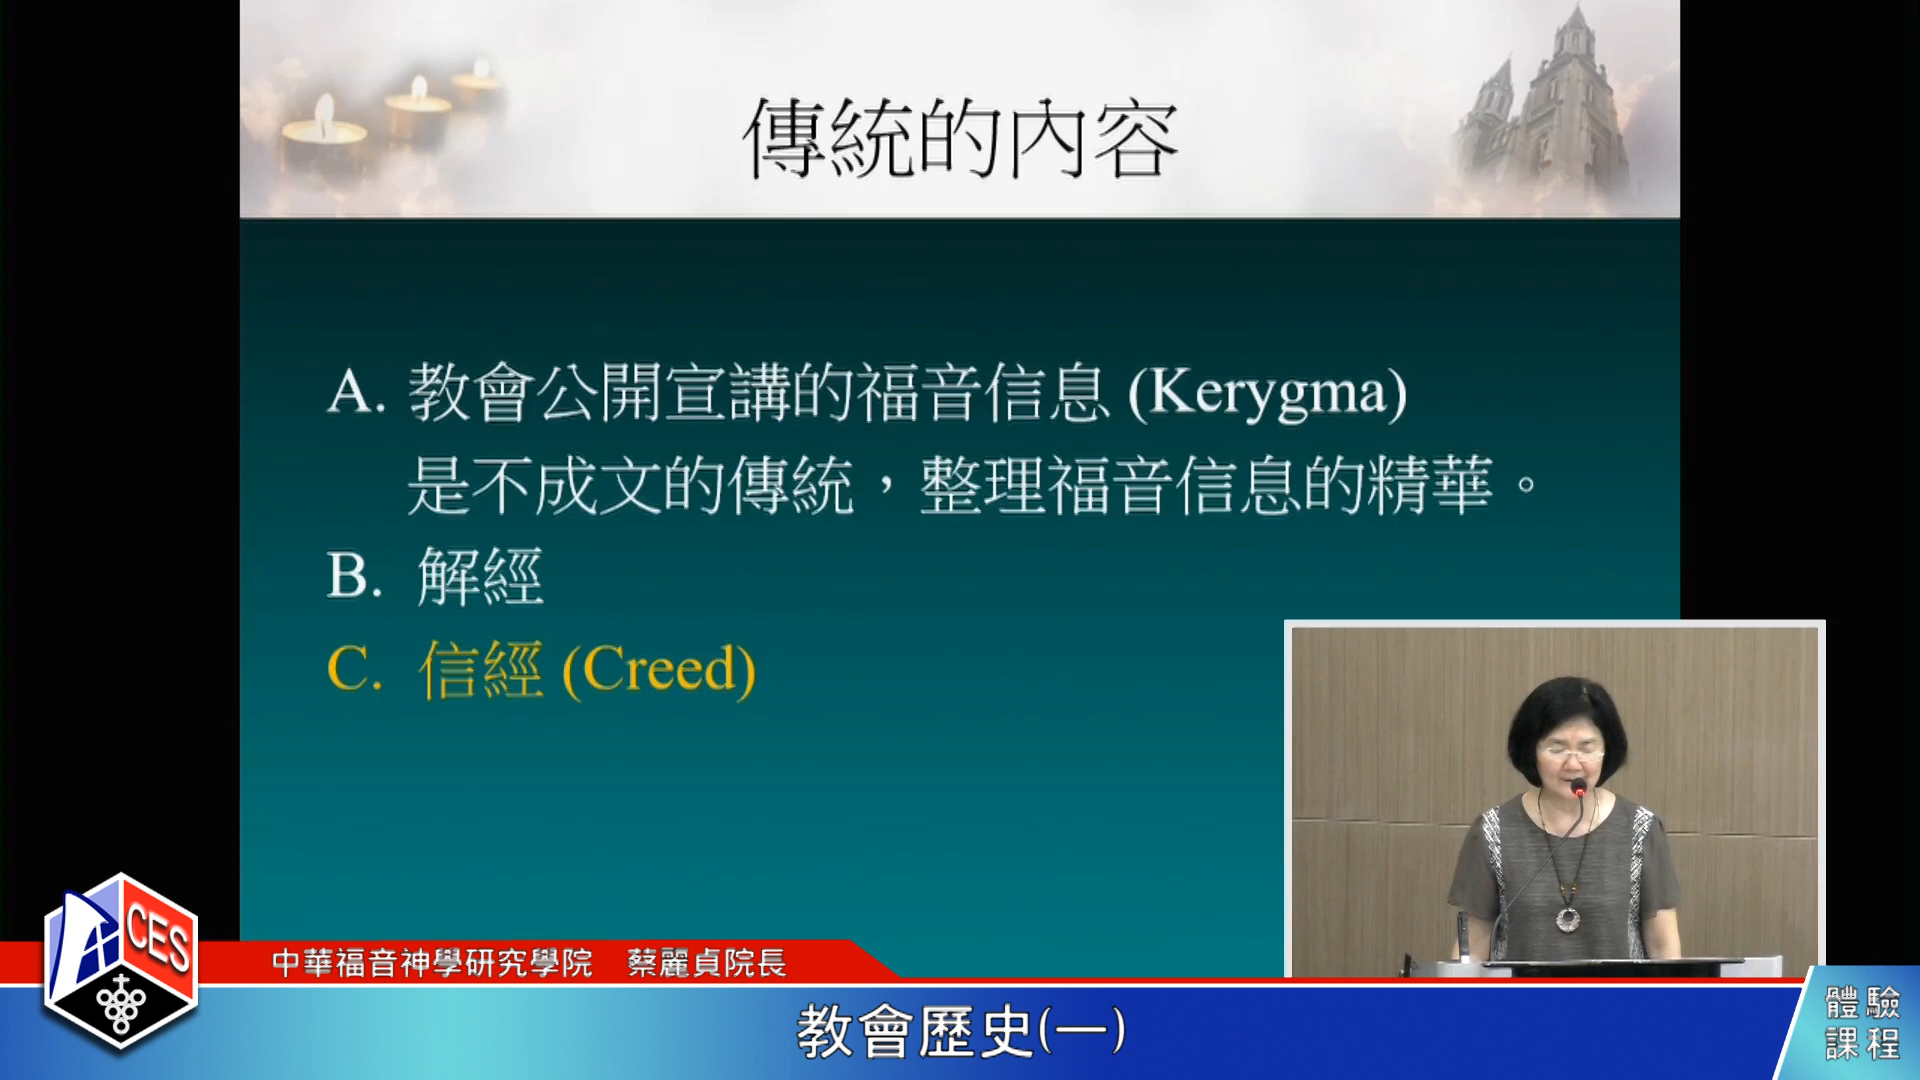 傳統的內容
A. 教會公開宣講的福音信息 (Kerygma)
是不成文的傳統，整理福音信息的精華。
B. 解經
C. 信經 (Creed)
CES
中華福音神學研究學院 蔡麗貞院長
教會歷史(一)
體驗
課程